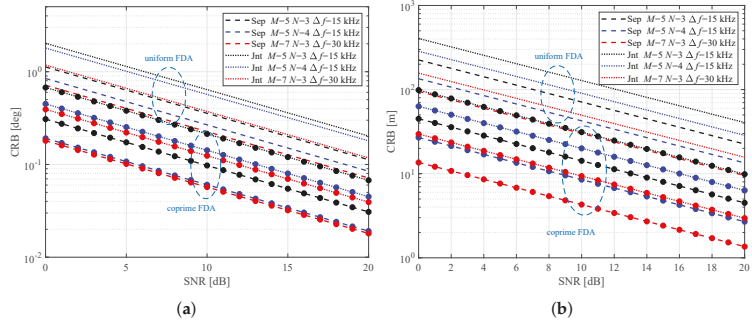 Sep M−5 N−3 Δf−15 kHz
Sep M−5 N−4 Δf−15 kHz
Sep M−7 N−3 Δf−30 kHz
Jnt M−5 N−3 Δf−15 kHz
Jnt M−5 N−4 Δf−15 kHz
Jnt M−7 N−3 Δf−30 kHz
uniform FDA
coprime FDA
CRB [deg]
10^0
10^-1
10^-2
0 5 10 15 20
SNR [dB]
(a)
Sep M−5 N−3 Δf−15 kHz
Sep M−5 N−4 Δf−15 kHz
Sep M−7 N−3 Δf−30 kHz
Jnt M−5 N−3 Δf−15 kHz
Jnt M−5 N−4 Δf−15 kHz
Jnt M−7 N−3 Δf−30 kHz
uniform FDA
coprime FDA
CRB [m]
10^3
10^2
10^1
10^0
0 2 4 6 8 10 12 14 16 18 20
SNR [dB]
(b)